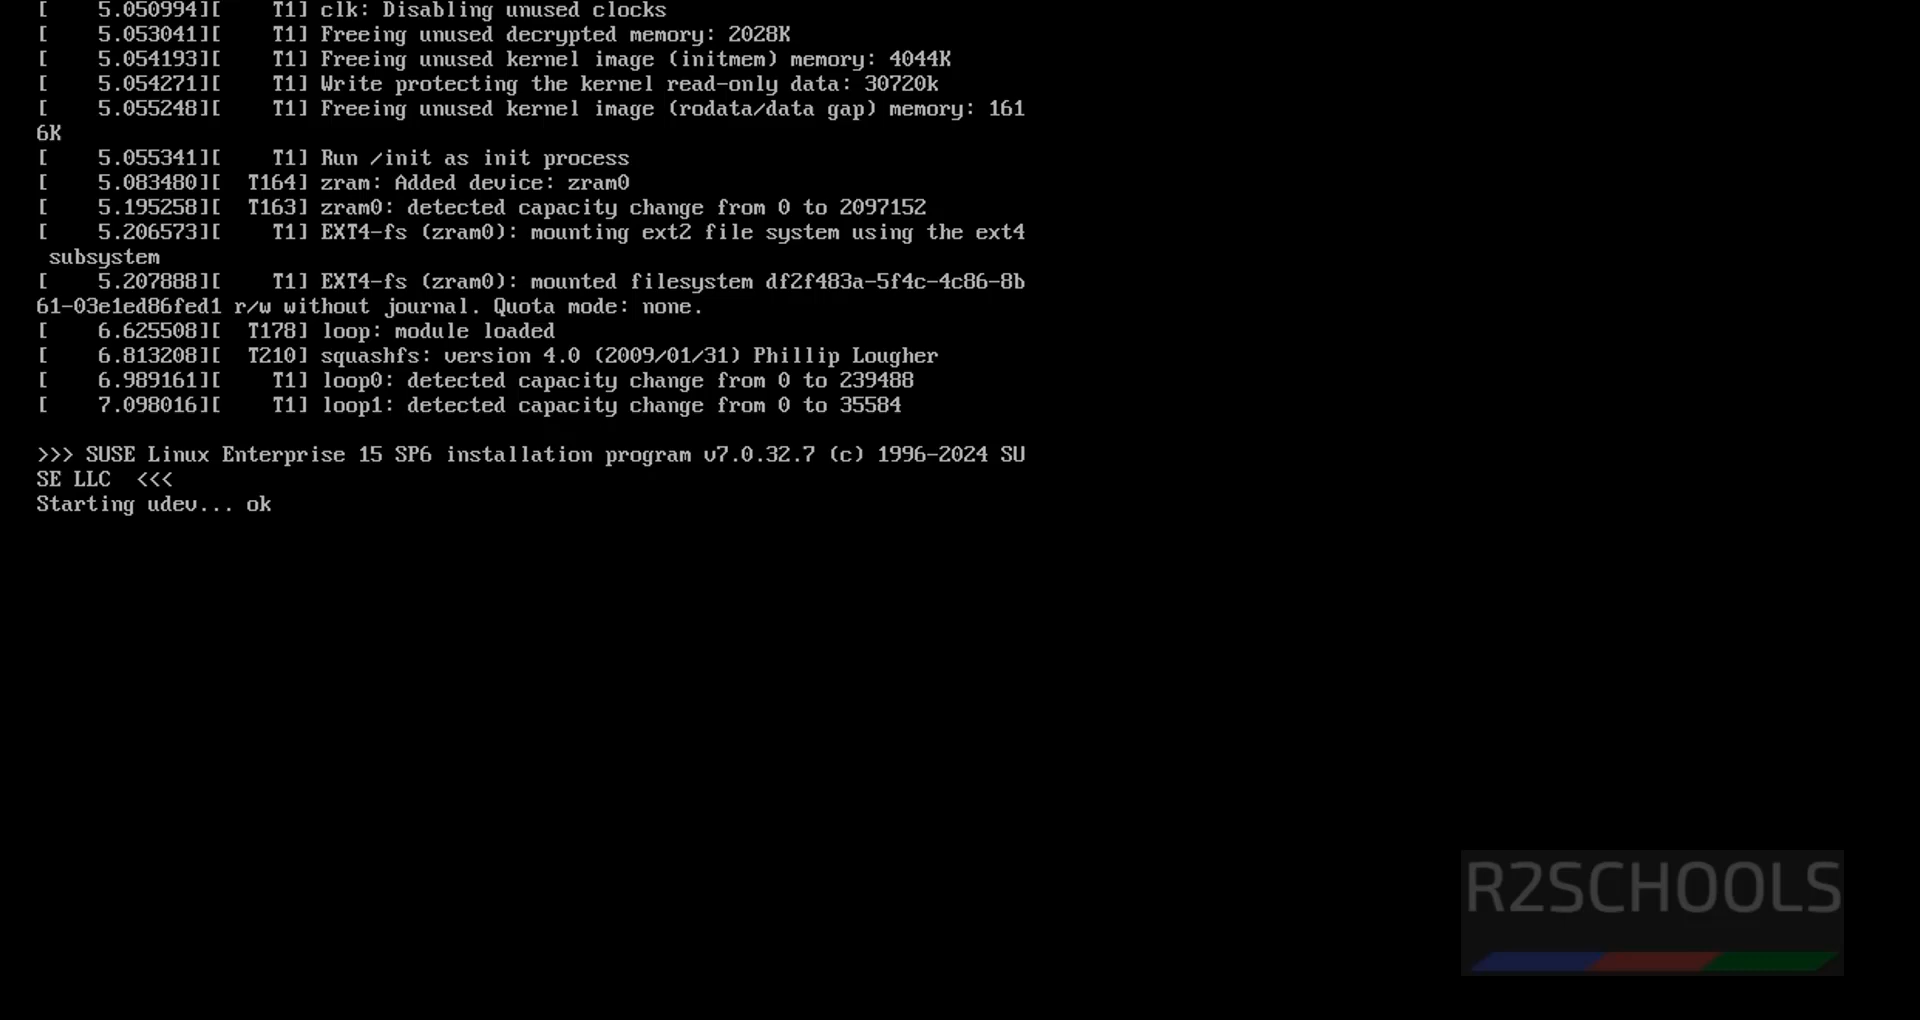 [    5.050994][    T1] clk: Disabling unused clocks
[    5.053041][    T1] Freeing unused decrypted memory: 2028K
[    5.054193][    T1] Freeing unused kernel image (initmem) memory: 4044K
[    5.054271][    T1] Write protecting the kernel read-only data: 30720k
[    5.055248][    T1] Freeing unused kernel image (rodata/data gap) memory: 161
6K
[    5.055341][    T1] Run /init as init process
[    5.083480][  T164] zram: Added device: zram0
[    5.195258][  T163] zram0: detected capacity change from 0 to 2097152
[    5.206573][    T1] EXT4-fs (zram0): mounting ext2 file system using the ext4
 subsystem
[    5.207888][    T1] EXT4-fs (zram0): mounted filesystem df2f483a-5f4c-4c86-8b
61-03e1ed86fed1 r/w without journal. Quota mode: none.
[    6.625508][  T178] loop: module loaded
[    6.813208][  T210] squashfs: version 4.0 (2009/01/31) Phillip Lougher
[    6.989161][    T1] loop0: detected capacity change from 0 to 239488
[    7.098016][    T1] loop1: detected capacity change from 0 to 35584
>>> SUSE Linux Enterprise 15 SP6 installation program v7.0.32.7 (c) 1996-2024 SU
SE LLC  <<<
Starting udev... ok
R2SCHOOLS